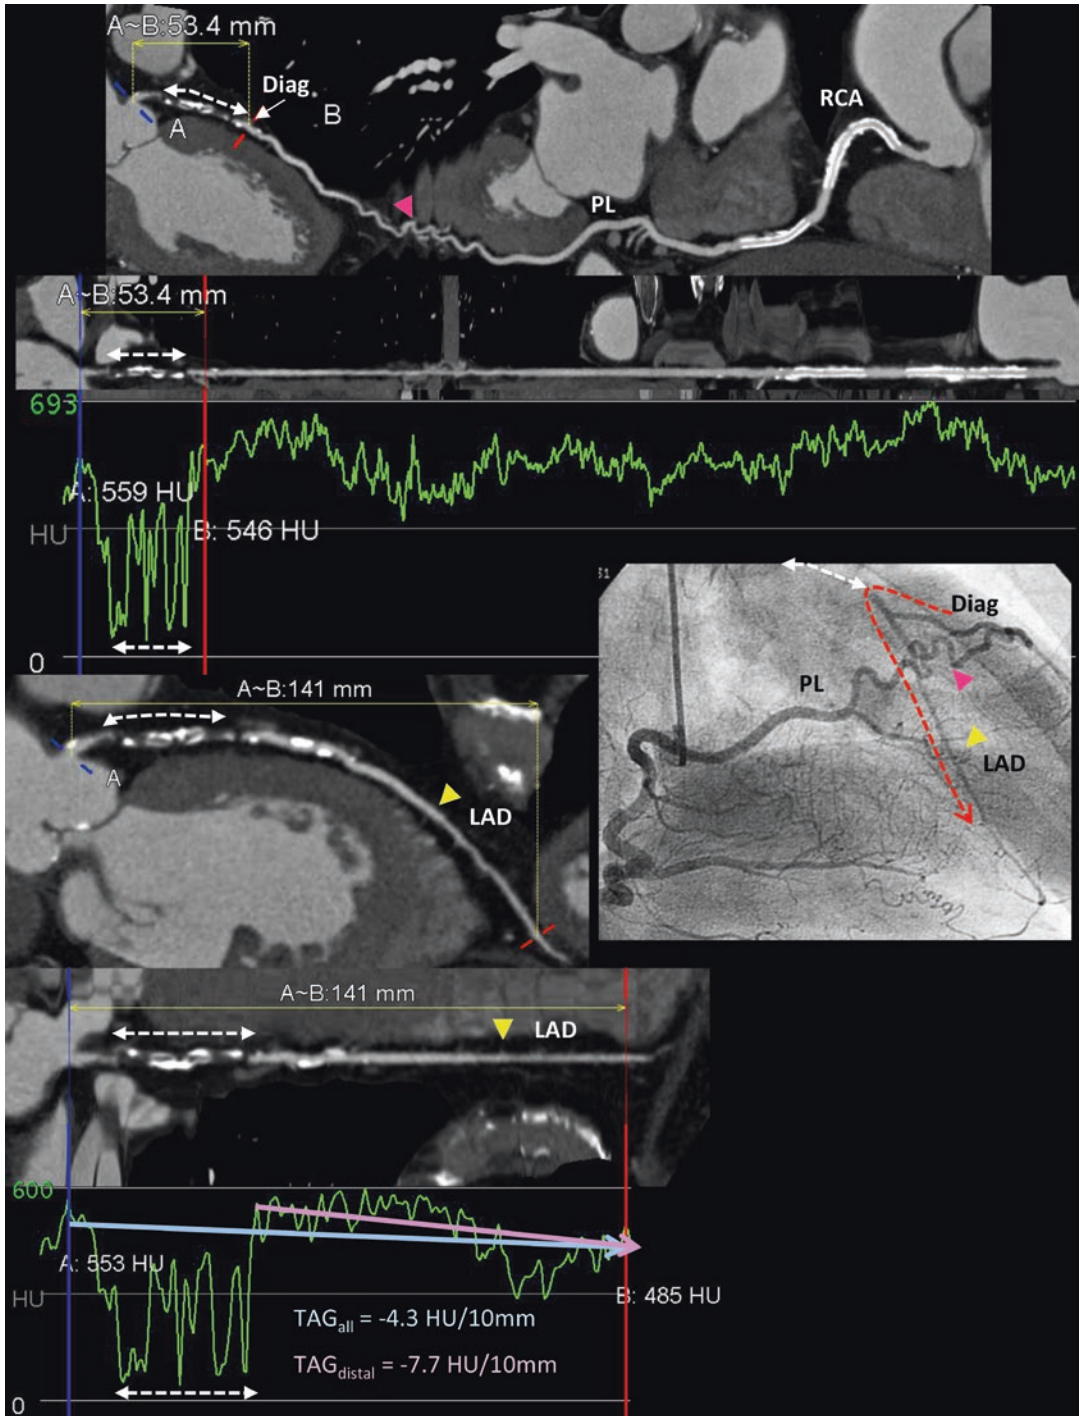 A~B:53.4 mm
Diag
B
A
RCA
PL
A~B:53.4 mm
693
A: 559 HU
HU
B: 546 HU
0
Diag
PL
LAD
A~B:141 mm
A
LAD
A~B:141 mm
LAD
600
A: 553 HU
HU
B: 485 HU
TAGall = -4.3 HU/10mm
TAGdistal = -7.7 HU/10mm
0